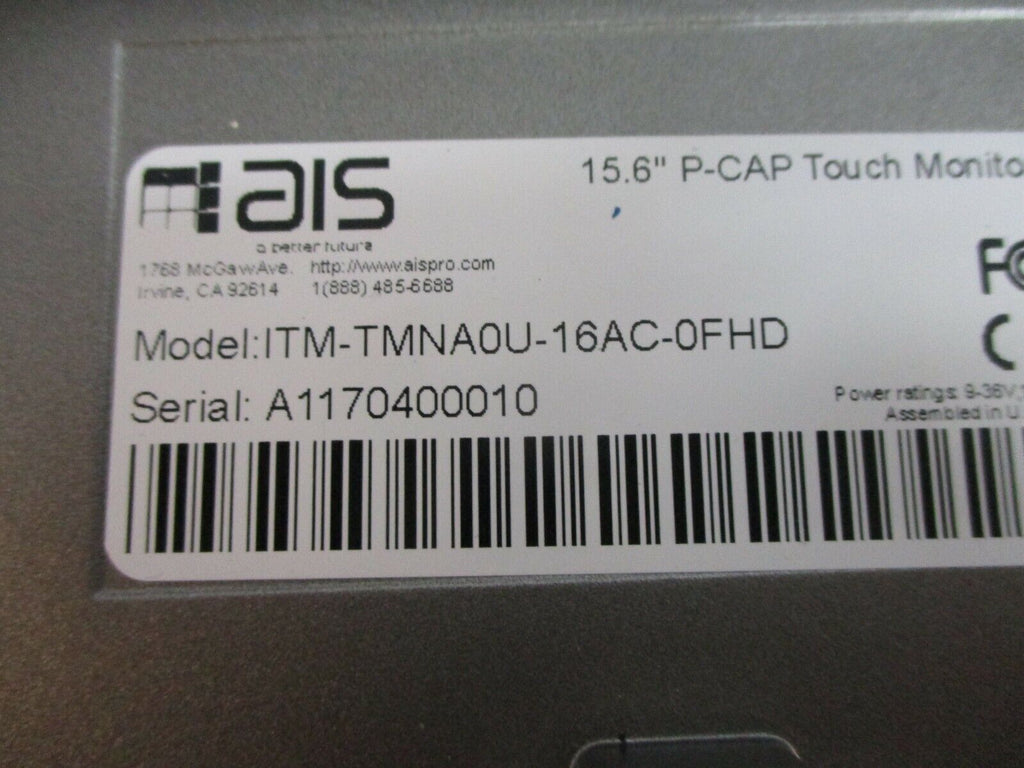 ais
15.6" P-CAP Touch Monito
a better future
1768 McGaw Ave. http://www.aispro.com
Irvine, CA 92614 1(888) 485-6688
FC
Model:ITM-TMNA0U-16AC-0FHD
Serial: A1170400010
Power ratings: 9-36V
Assembled in U.